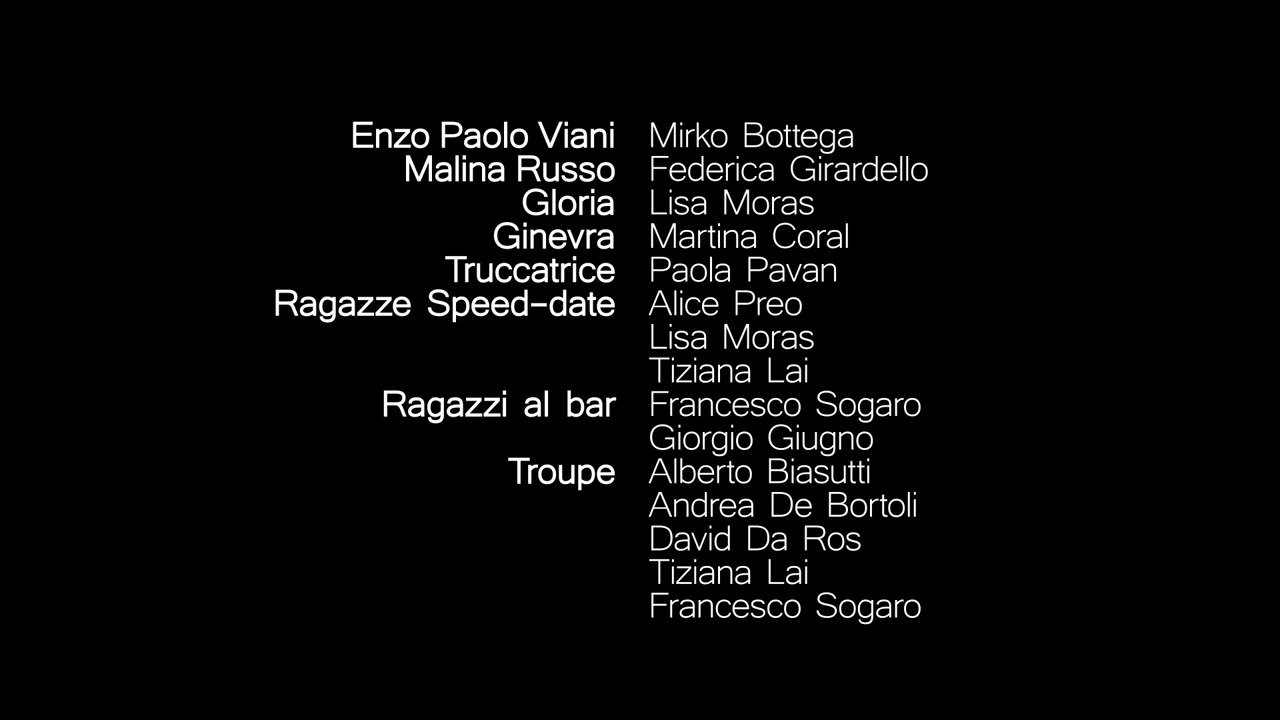 Enzo Paolo Viani Mirko Bottega
Malina Russo Federica Girardello
Gloria Lisa Moras
Ginevra Martina Coral
Truccatrice Paola Pavan
Ragazze Speed-date Alice Preo
Lisa Moras
Tiziana Lai
Ragazzi al bar Francesco Sogaro
Giorgio Giugno
Troupe Alberto Biasutti
Andrea De Bortoli
David Da Ros
Tiziana Lai
Francesco Sogaro